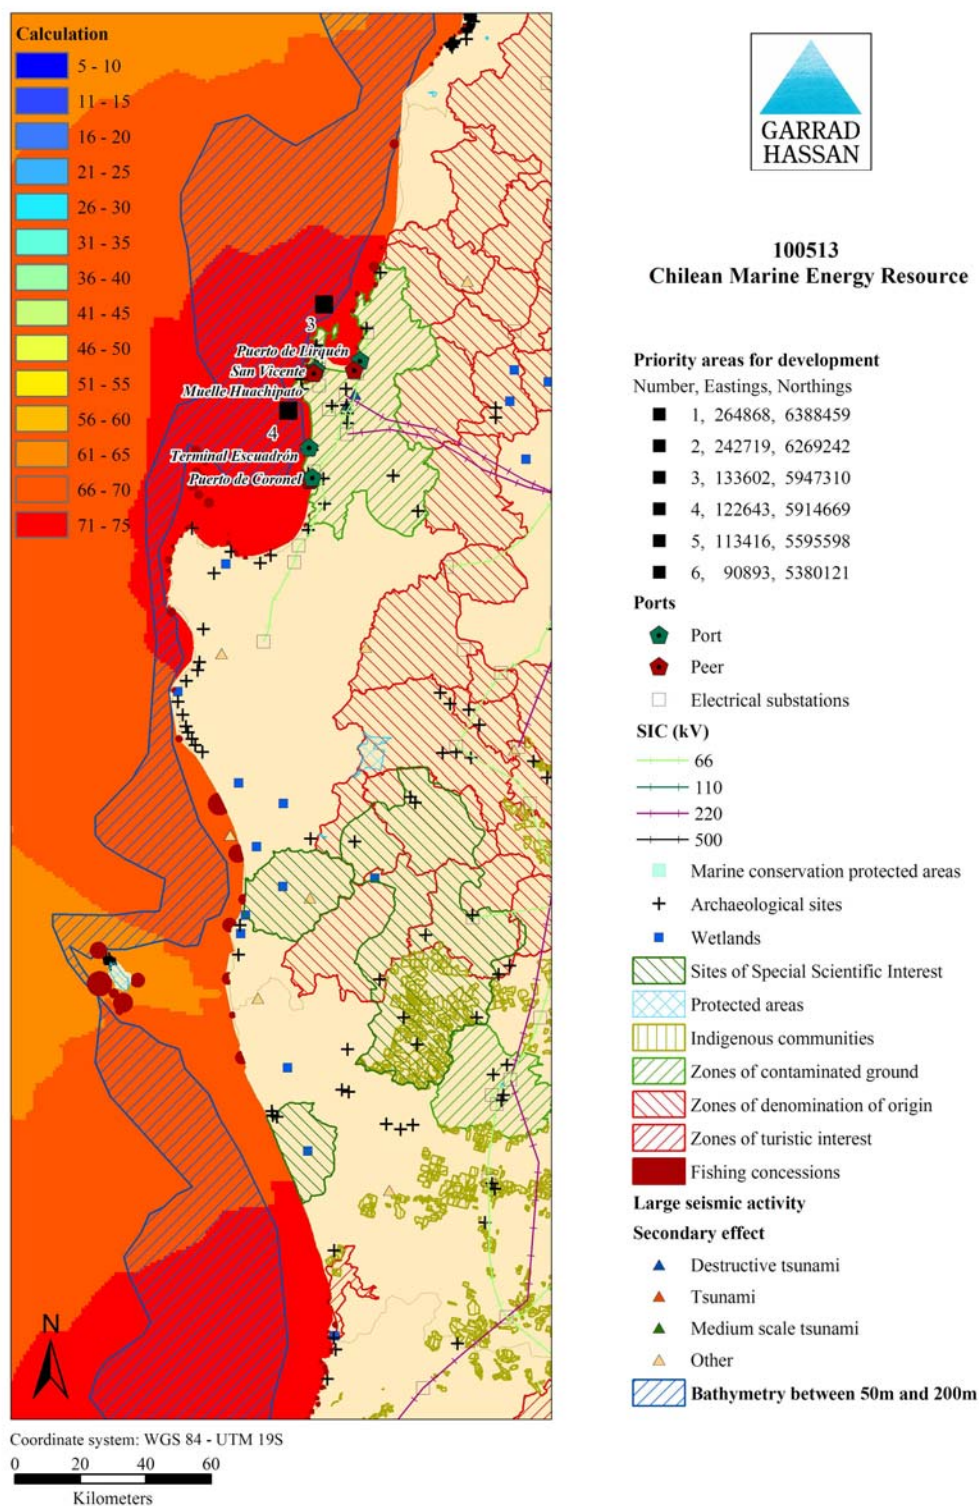 Calculation
5 - 10
11 - 15
16 - 20
21 - 25
26 - 30
31 - 35
36 - 40
41 - 45
46 - 50
51 - 55
56 - 60
61 - 65
66 - 70
71 - 75
3
Puerto de Lirquén
San Vicente
Muelle Huachipato
4
Terminal Escuadrón
Puerto de Coronel
N
Coordinate system: WGS 84 - UTM 19S
0 20 40 60
Kilometers
GARRAD
HASSAN
100513
Chilean Marine Energy Resource
Priority areas for development
Number, Eastings, Northings
1, 264868, 6388459
2, 242719, 6269242
3, 133602, 5947310
4, 122643, 5914669
5, 113416, 5595598
6, 90893, 5380121
Ports
Port
Peer
Electrical substations
SIC (kV)
66
110
220
500
Marine conservation protected areas
Archaeological sites
Wetlands
Sites of Special Scientific Interest
Protected areas
Indigenous communities
Zones of contaminated ground
Zones of denomination of origin
Zones of turistic interest
Fishing concessions
Large seismic activity
Secondary effect
Destructive tsunami
Tsunami
Medium scale tsunami
Other
Bathymetry between 50m and 200m